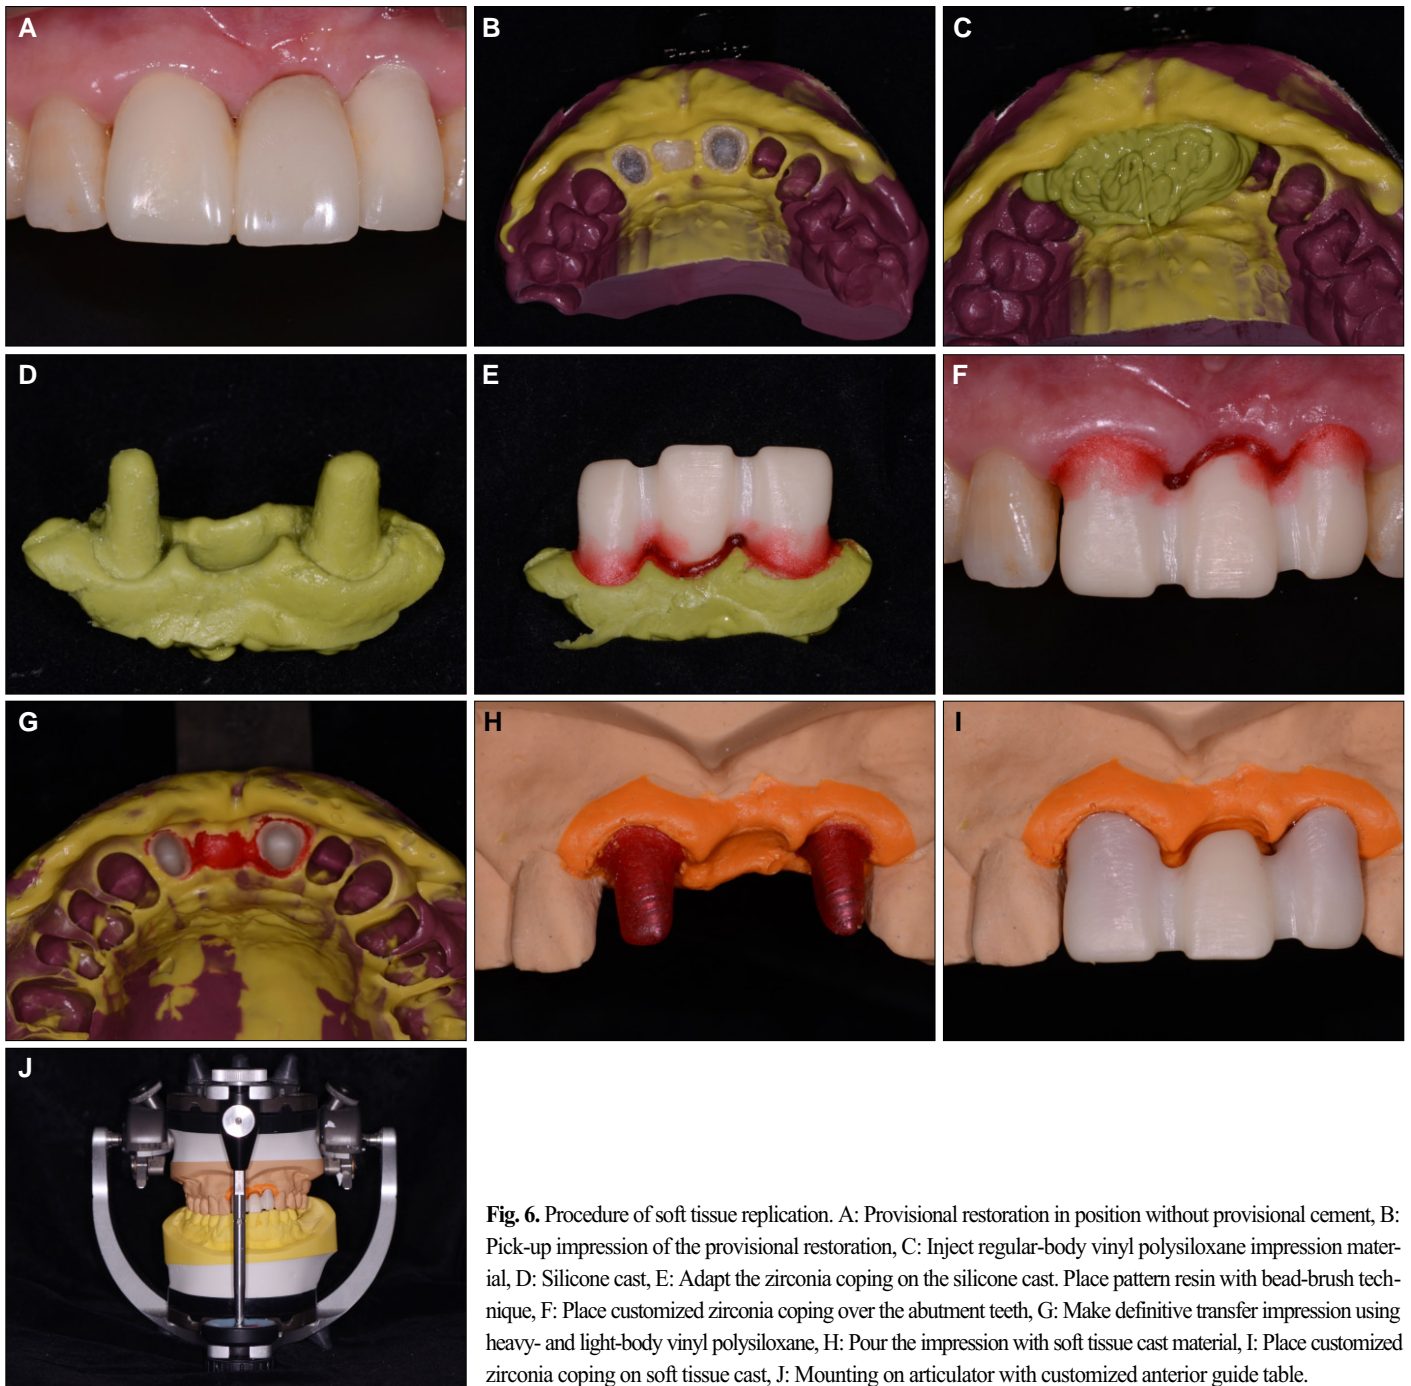 A
B
C
D
E
F
G
H
I
J
Fig. 6. Procedure of soft tissue replication. A: Provisional restoration in position without provisional cement, B:
Pick-up impression of the provisional restoration, C: Inject regular-body vinyl polysiloxane impression mater-
ial, D: Silicone cast, E: Adapt the zirconia coping on the silicone cast. Place pattern resin with bead-brush tech-
nique, F: Place customized zirconia coping over the abutment teeth, G: Make definitive transfer impression using
heavy- and light-body vinyl polysiloxane, H: Pour the impression with soft tissue cast material, I: Place customized
zirconia coping on soft tissue cast, J: Mounting on articulator with customized anterior guide table.